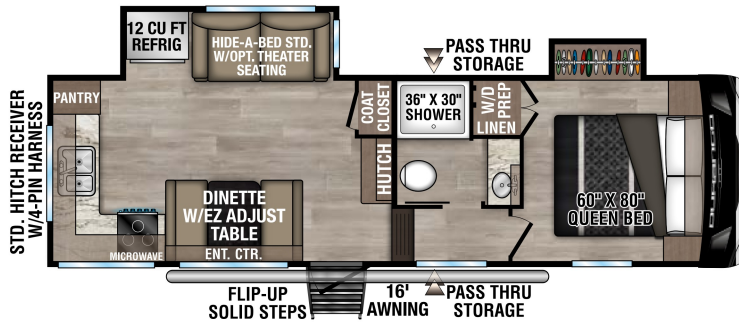 12 CU FT
REFRIG
HIDE-A-BED STD.
W/OPT. THEATER
SEATING
PASS THRU
STORAGE
PANTRY
COAT
CLOSET
36" X 30"
SHOWER
W/D
PREP
LINEN
STD. HITCH RECEIVER
W/4-PIN HARNESS
HUTCH
DINETTE
W/EZ ADJUST
TABLE
60" X 80"
QUEEN BED
DURANGO
ENT. CTR.
MICROWAVE
FLIP-UP
SOLID STEPS
16'
AWNING
PASS THRU
STORAGE